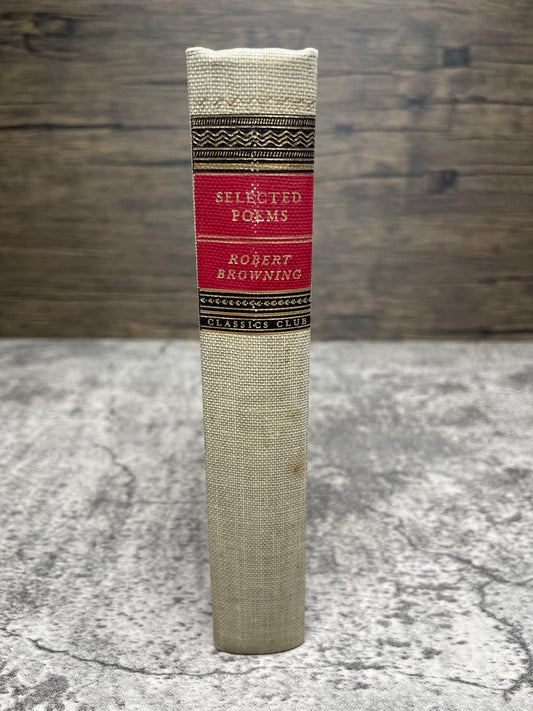 SELECTED
POEMS
ROBERT
BROWNING
CLASSICS CLUB